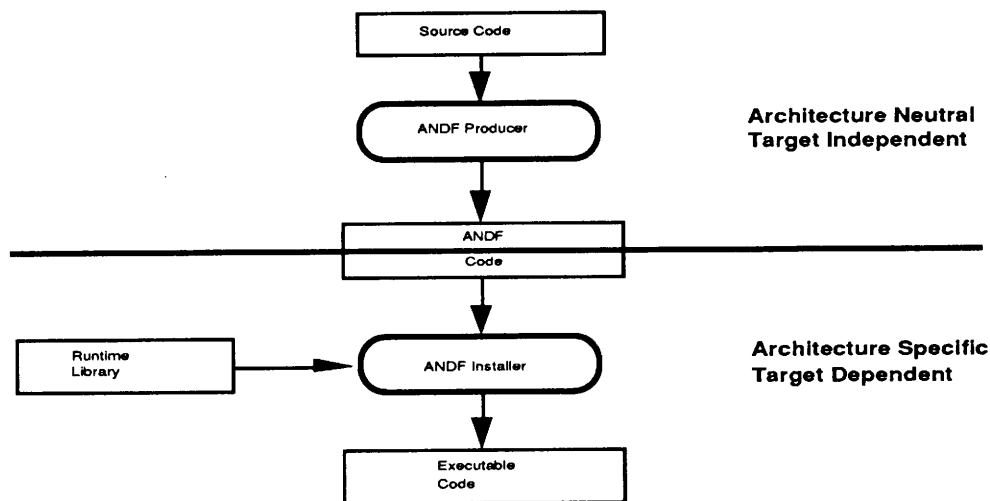 Source Code
ANDF Producer
Architecture Neutral
Target Independent
ANDF
Code
Runtime
Library
ANDF Installer
Architecture Specific
Target Dependent
Executable
Code